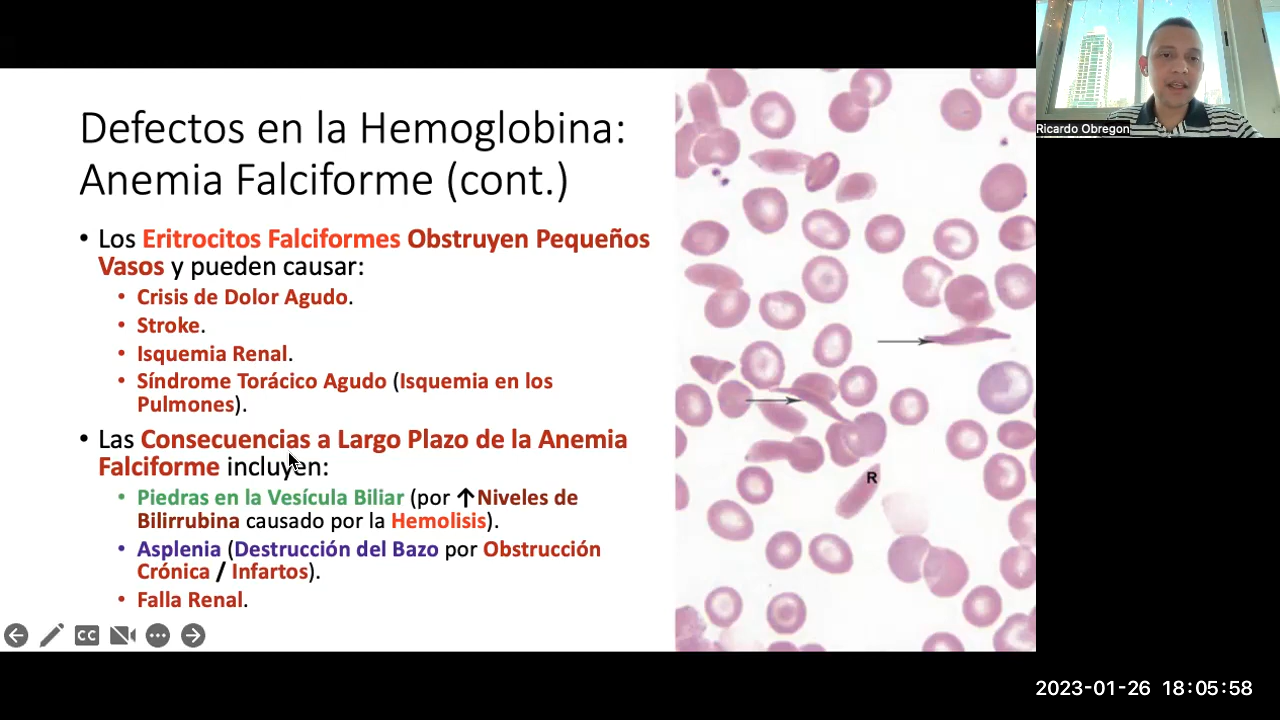 Defectos en la Hemoglobina:
Anemia Falciforme (cont.)
• Los Eritrocitos Falciformes Obstruyen Pequeños
Vasos y pueden causar:
• Crisis de Dolor Agudo.
• Stroke.
• Isquemia Renal.
• Síndrome Torácico Agudo (Isquemia en los
Pulmones).
• Las Consecuencias a Largo Plazo de la Anemia
Falciforme incluyen:
• Piedras en la Vesícula Biliar (por ↑Niveles de
Bilirrubina causado por la Hemolisis).
• Asplenia (Destrucción del Bazo por Obstrucción
Crónica / Infartos).
• Falla Renal.
CC
R
Ricardo Obregon
2023-01-26 18:05:58